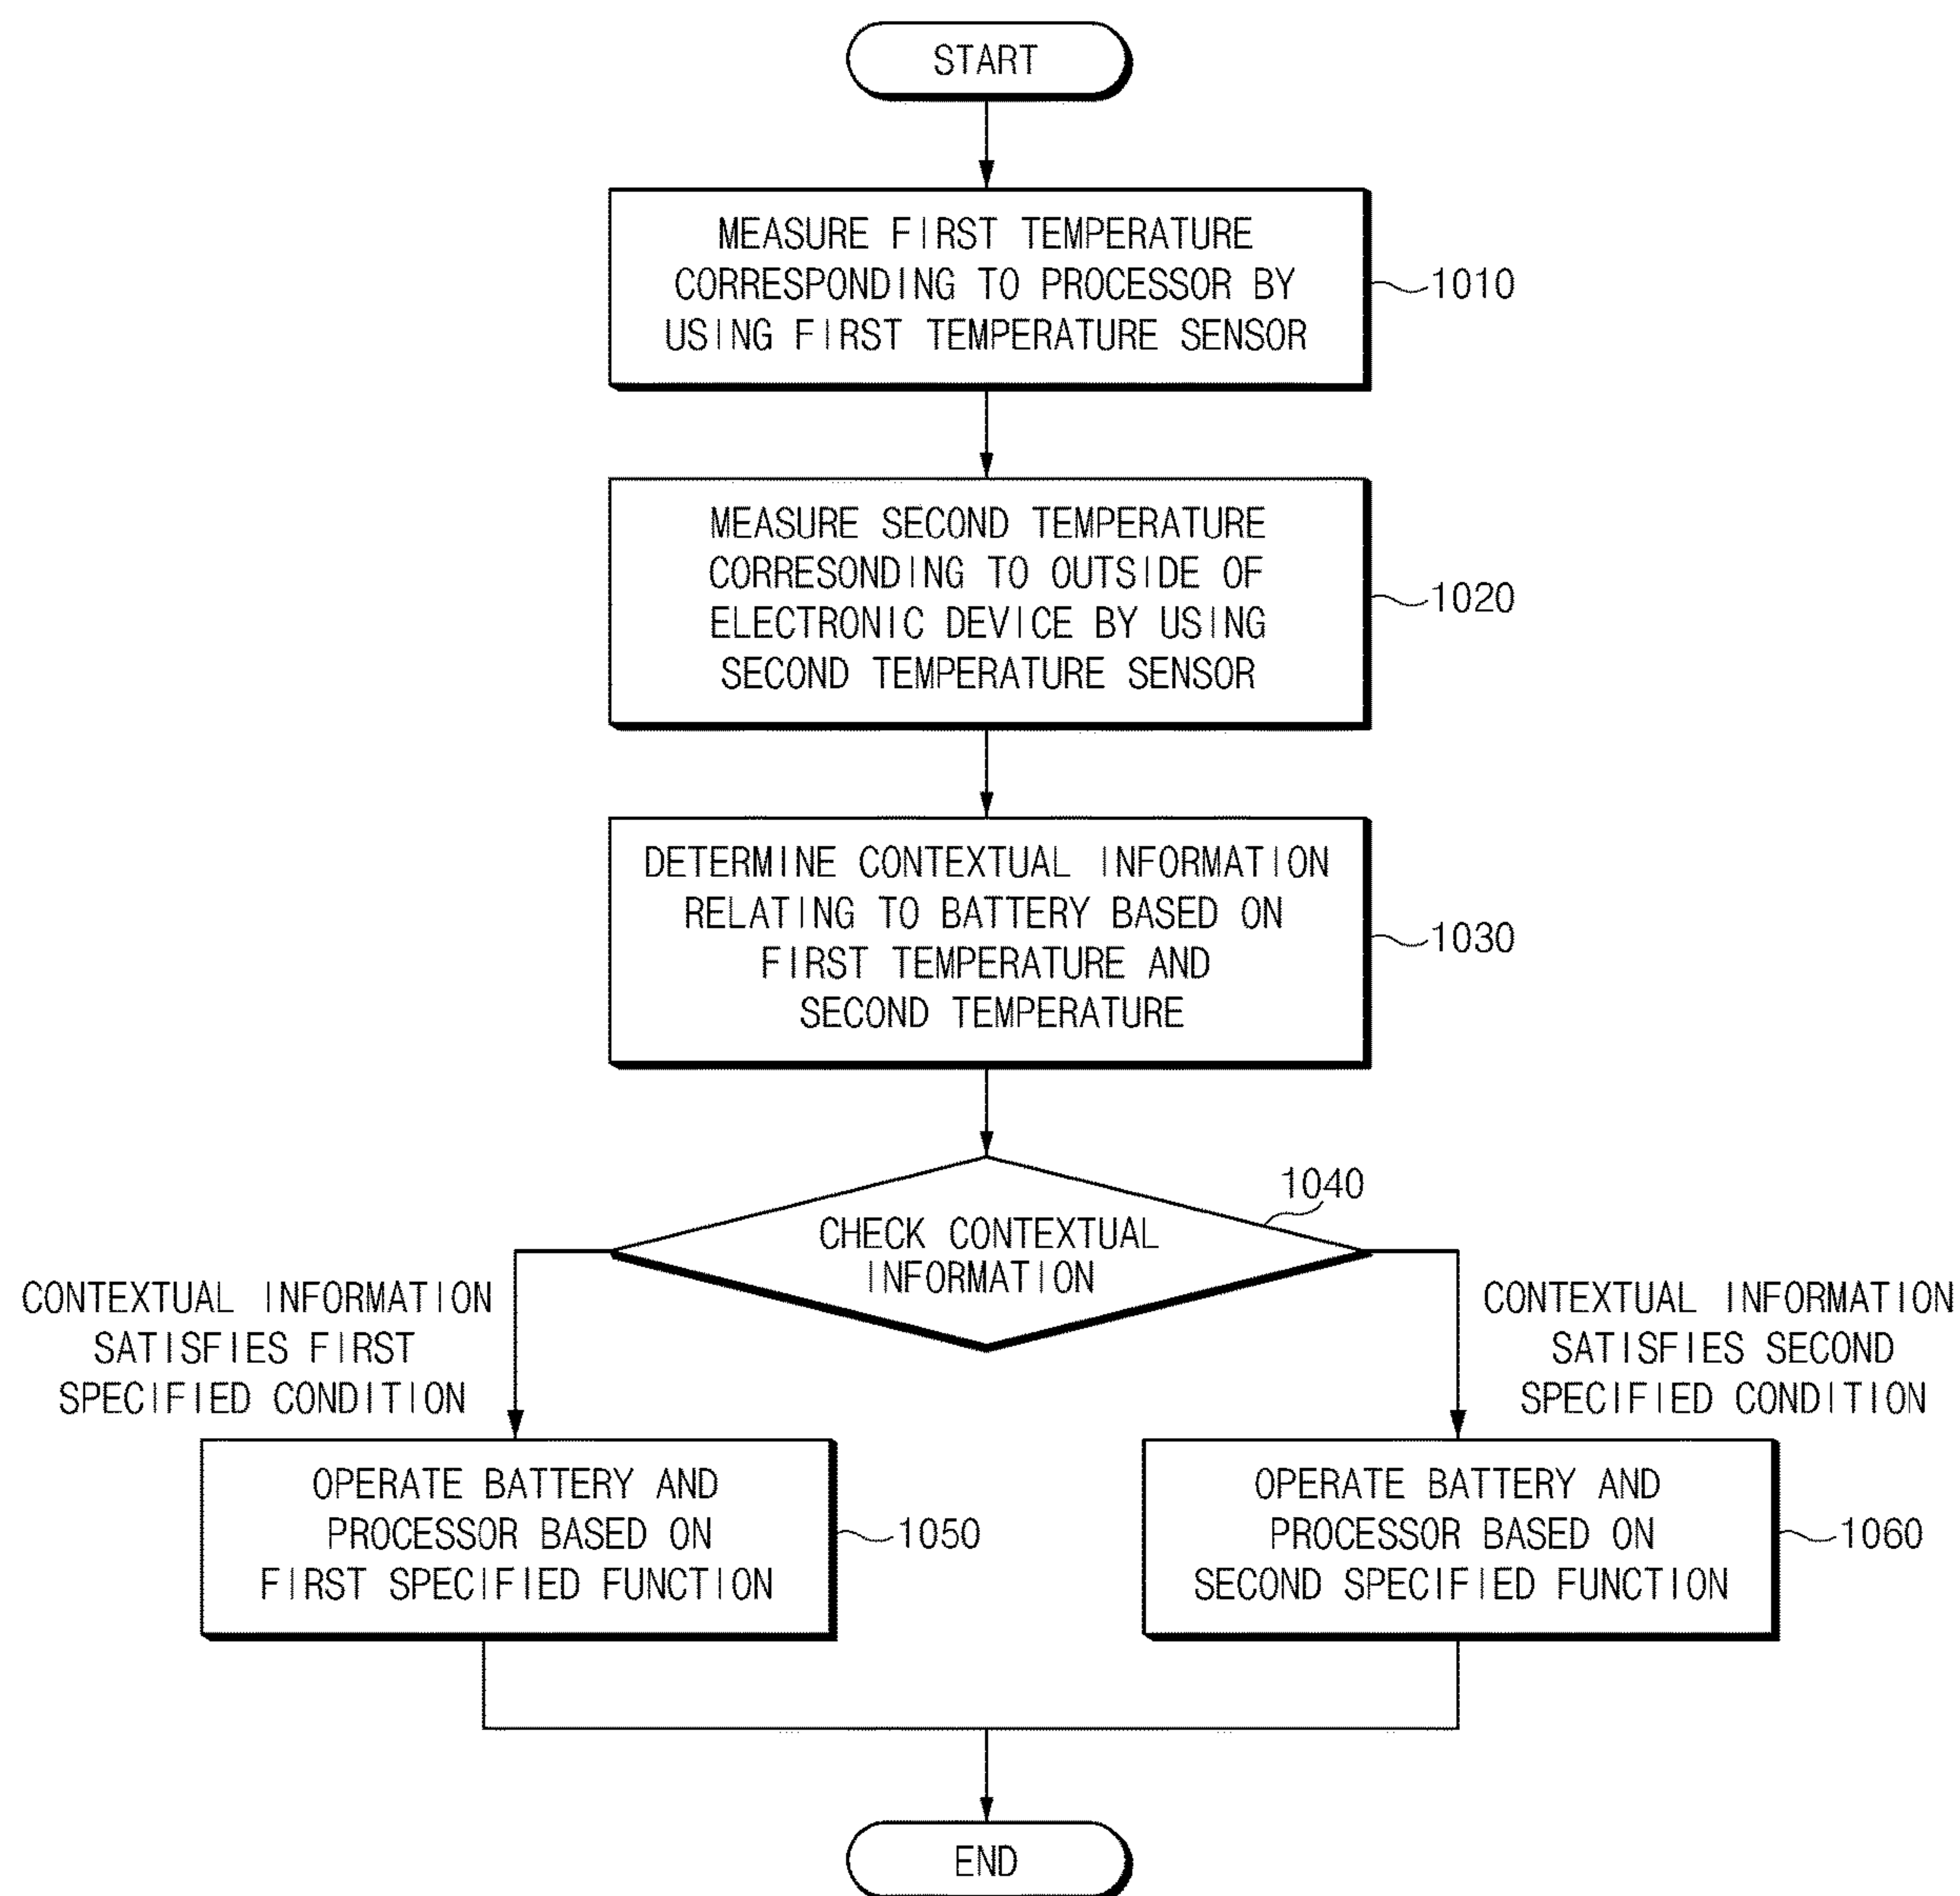 START
MEASURE FIRST TEMPERATURE
CORRESPONDING TO PROCESSOR BY
USING FIRST TEMPERATURE SENSOR
1010
MEASURE SECOND TEMPERATURE
CORRESONDING TO OUTSIDE OF
ELECTRONIC DEVICE BY USING
SECOND TEMPERATURE SENSOR
1020
DETERMINE CONTEXTUAL INFORMATION
RELATING TO BATTERY BASED ON
FIRST TEMPERATURE AND
SECOND TEMPERATURE
1030
1040
CHECK CONTEXTUAL
INFORMATION
CONTEXTUAL INFORMATION
SATISFIES FIRST
SPECIFIED CONDITION
CONTEXTUAL INFORMATION
SATISFIES SECOND
SPECIFIED CONDITION
OPERATE BATTERY AND
PROCESSOR BASED ON
FIRST SPECIFIED FUNCTION
1050
OPERATE BATTERY AND
PROCESSOR BASED ON
SECOND SPECIFIED FUNCTION
1060
END